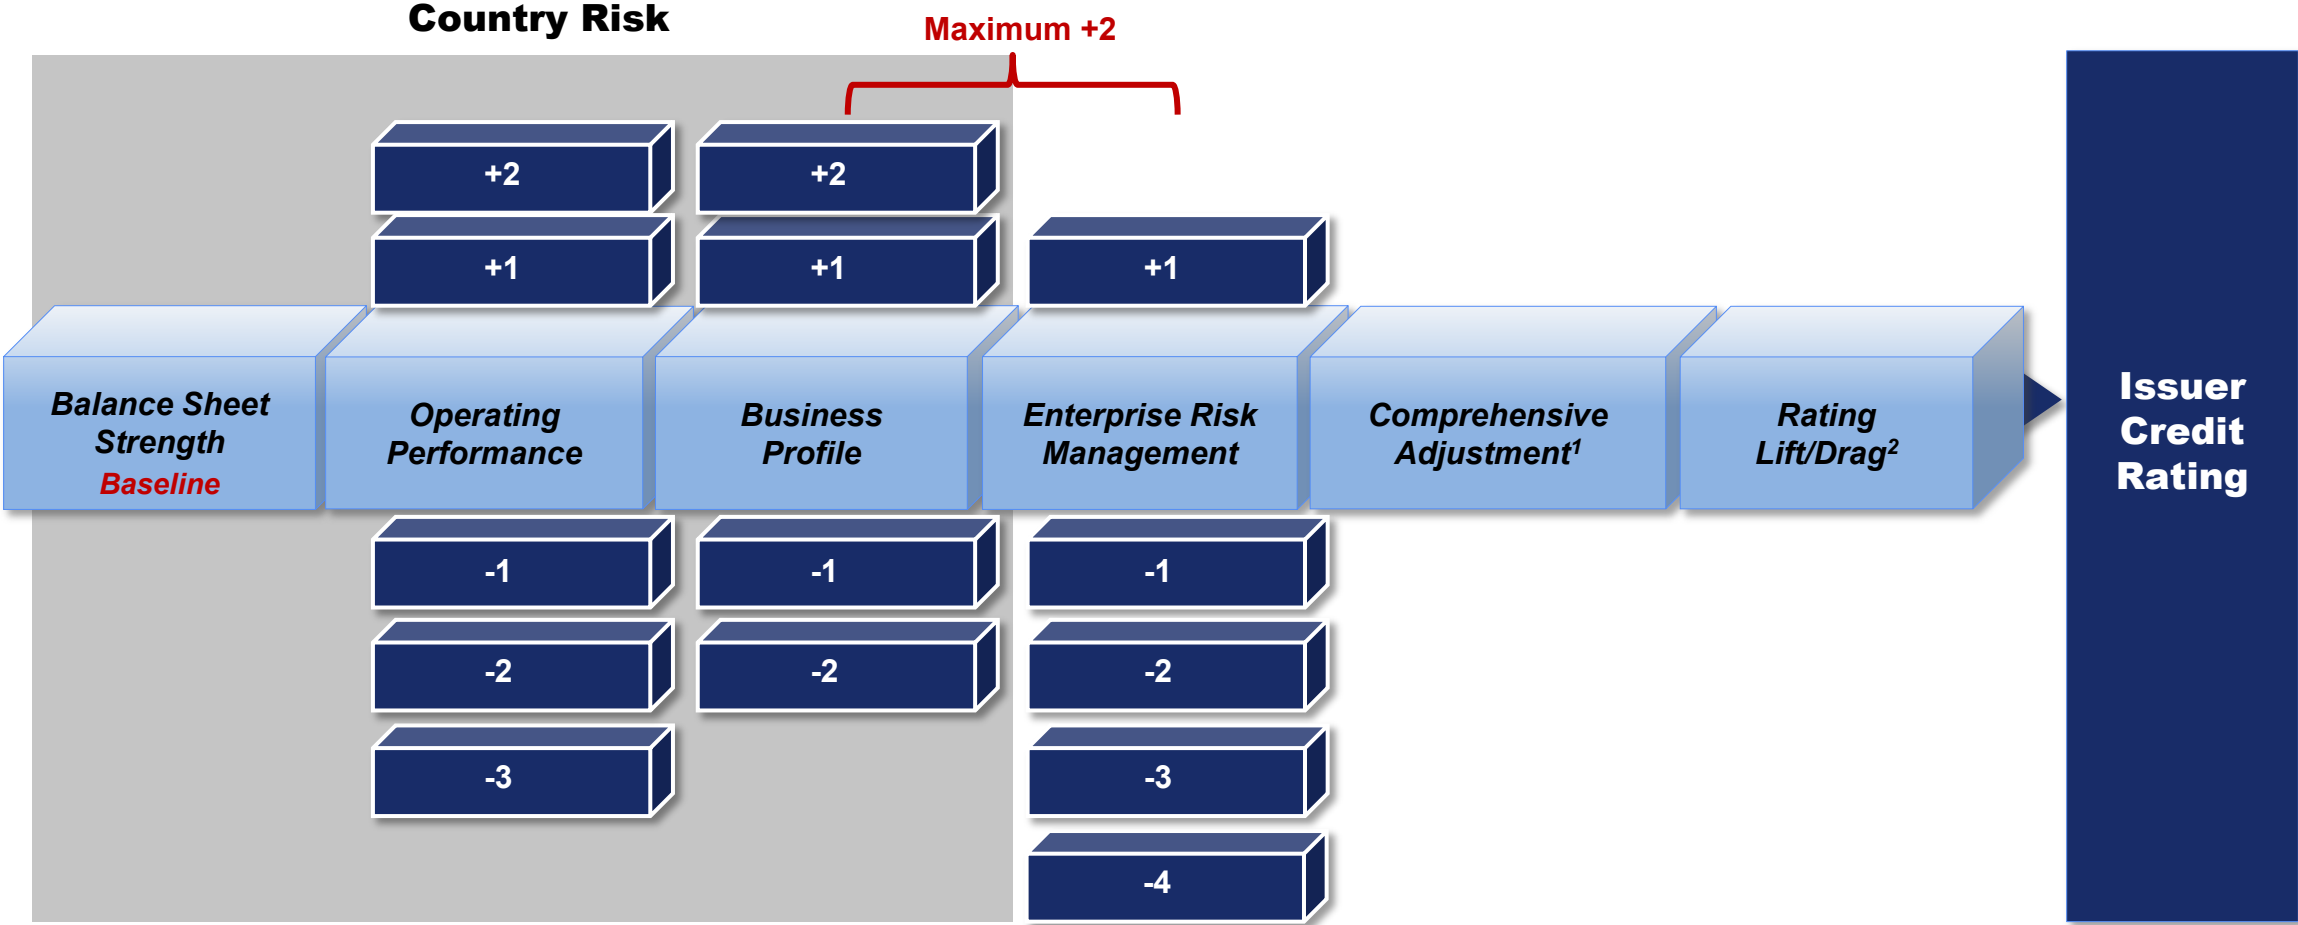 Country Risk
Maximum +2
+2
+2
+1
+1
+1
Balance Sheet
Strength
Baseline
Operating
Performance
Business
Profile
Enterprise Risk
Management
Comprehensive
Adjustment¹
Rating
Lift/Drag²
Issuer
Credit
Rating
-1
-1
-1
-2
-2
-2
-3
-3
-4